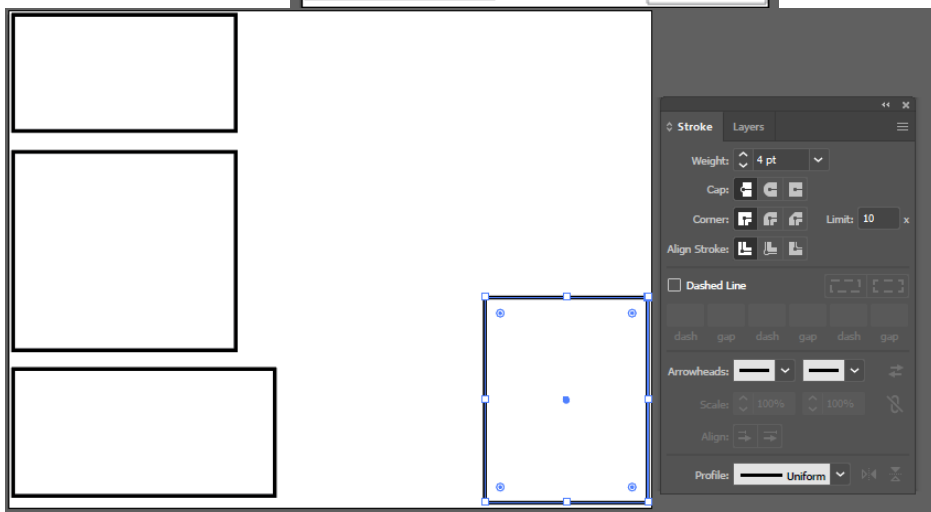 Stroke Layers
Weight: 4 pt
Cap:
Corner: Limit: 10 x
Align Stroke:
Dashed Line
dash gap dash gap dash gap
Arrowheads:
Scale: 100% 100%
Align:
Profile: Uniform